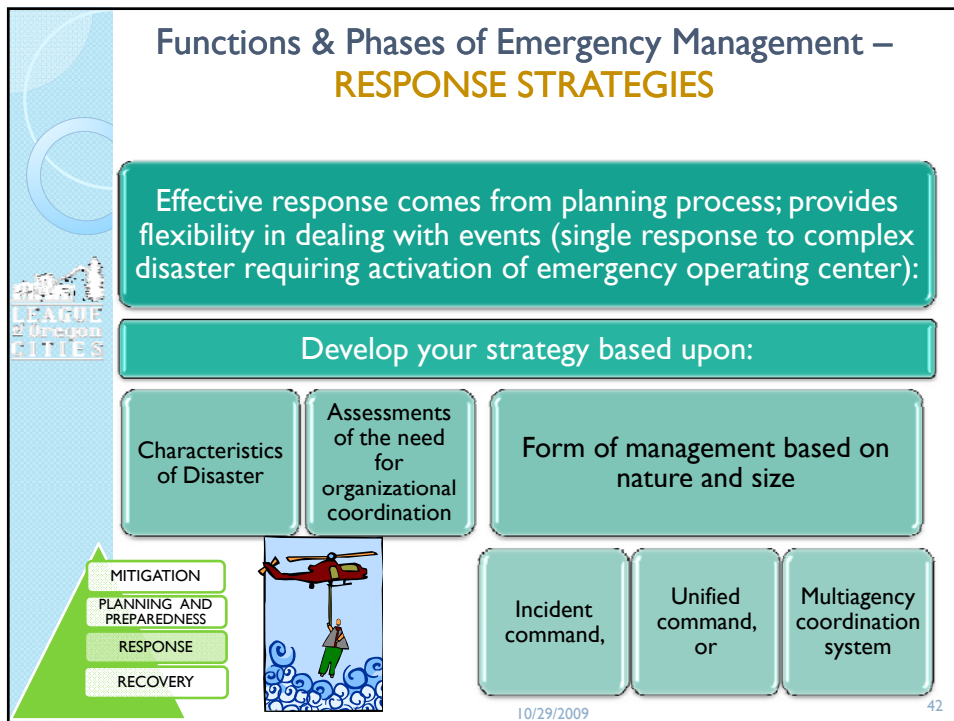 Functions & Phases of Emergency Management –
RESPONSE STRATEGIES
Effective response comes from planning process; provides
flexibility in dealing with events (single response to complex
disaster requiring activation of emergency operating center):
LEAGUE
of Oregon
CITIES
Develop your strategy based upon:
Characteristics
of Disaster
Assessments
of the need
for
organizational
coordination
Form of management based on
nature and size
MITIGATION
PLANNING AND
PREPAREDNESS
RESPONSE
RECOVERY
Incident
command,
Unified
command,
or
Multiagency
coordination
system
10/29/2009
42